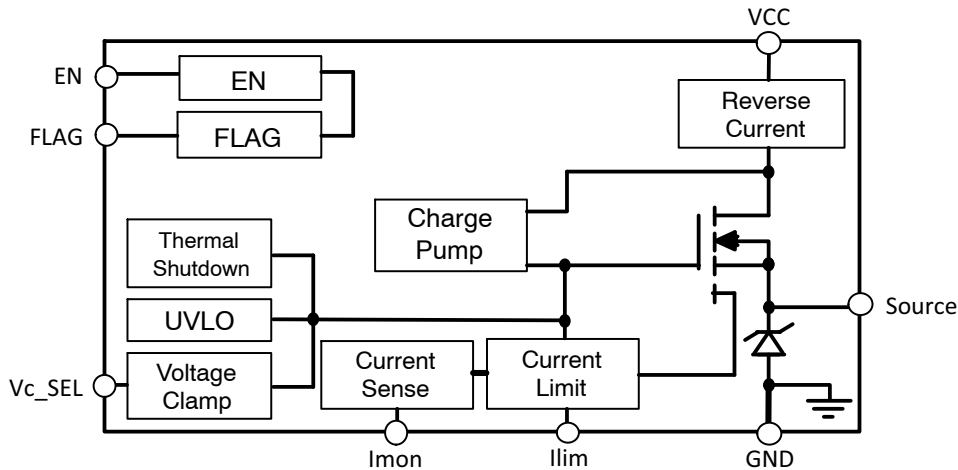 VCC
EN
EN
Reverse
Current
FLAG
FLAG
Charge
Pump
Thermal
Shutdown
UVLO
Source
Current
Sense
Current
Limit
Vc_SEL
Voltage
Clamp
Imon
Ilim
GND